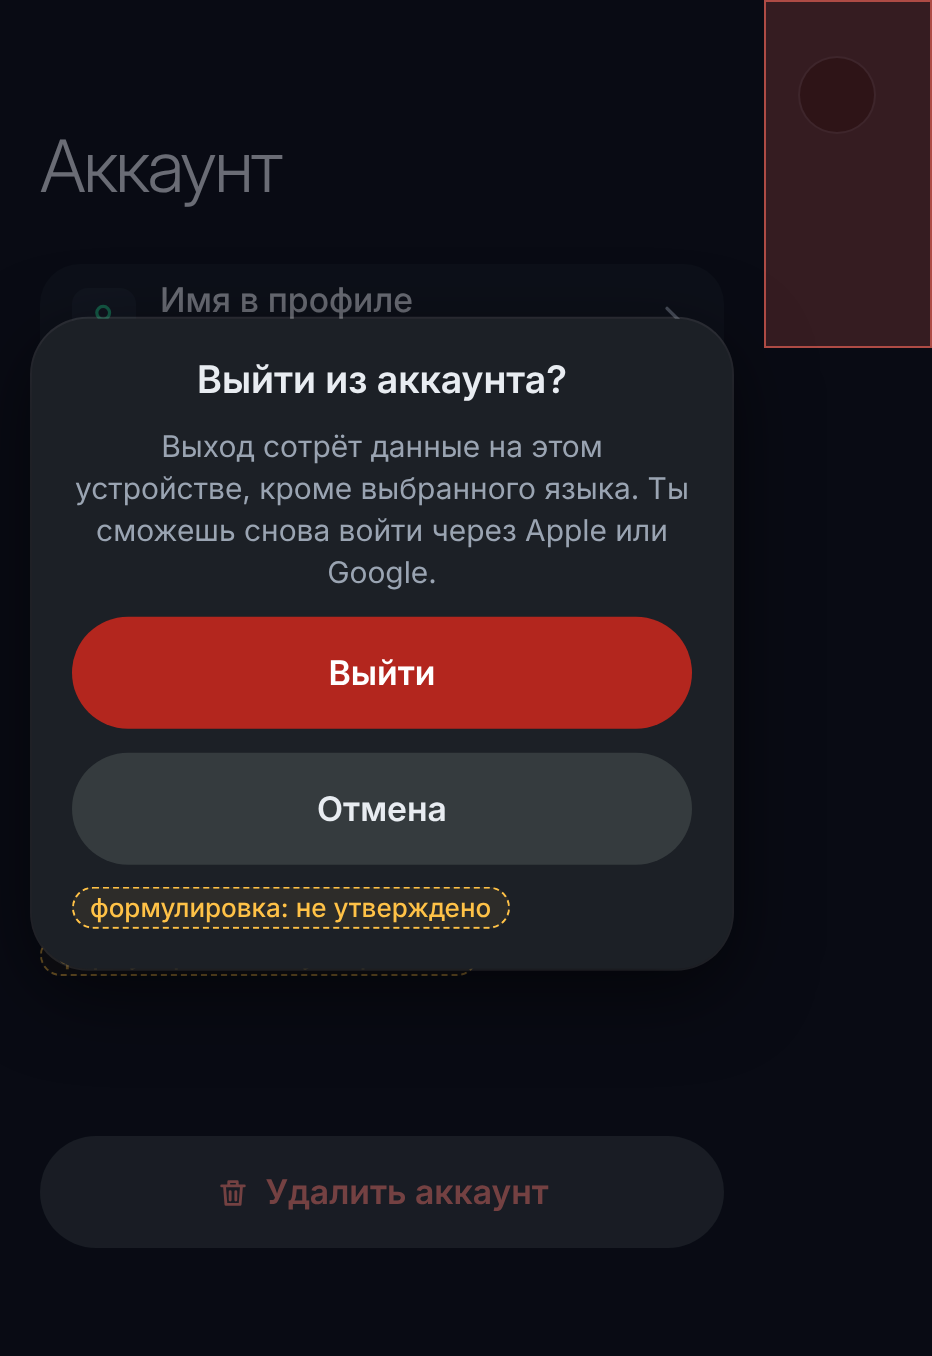 Аккаунт
Имя в профиле
Выйти из аккаунта?
Выход сотрёт данные на этом
устройстве, кроме выбранного языка. Ты
сможешь снова войти через Apple или
Google.
Выйти
Отмена
формулировка: не утверждено
Удалить аккаунт